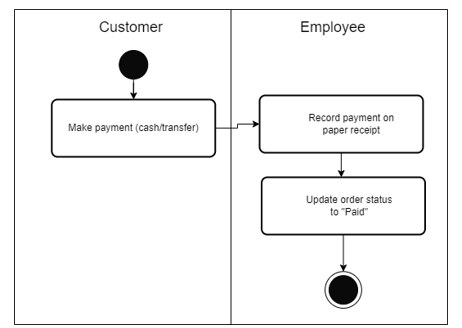 Customer
Employee
Make payment (cash/transfer)
Record payment on
paper receipt
Update order status
to "Paid"